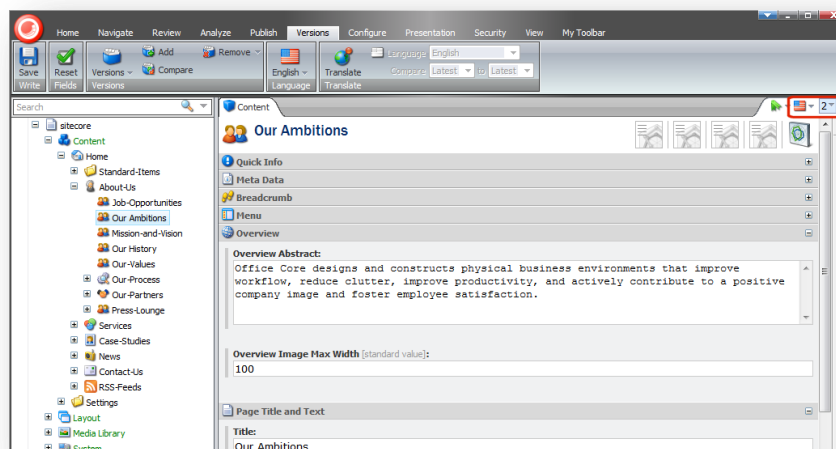 Home Navigate Review Analyze Publish Versions Configure Presentation Security View My Toolbar
Save
Write
Reset
Fields
Versions
Add
Compare
Remove
Versions
English
Language
Translate
Language: English
Compare: Latest to Latest
Translate
Search
sitecore
Content
Home
Standard-Items
About-Us
Job-Opportunities
Our Ambitions
Mission-and-Vision
Our History
Our-Values
Our-Process
Our-Partners
Press-Lounge
Services
Case-Studies
News
Contact-Us
RSS-Feeds
Settings
Layout
Media Library
System
Content
2
Our Ambitions
Quick Info
Meta Data
Breadcrumb
Menu
Overview
Overview Abstract:
Office Core designs and constructs physical business environments that improve
workflow, reduce clutter, improve productivity, and actively contribute to a positive
company image and foster employee satisfaction.
Overview Image Max Width [standard value]:
100
Page Title and Text
Title:
Our Ambitions